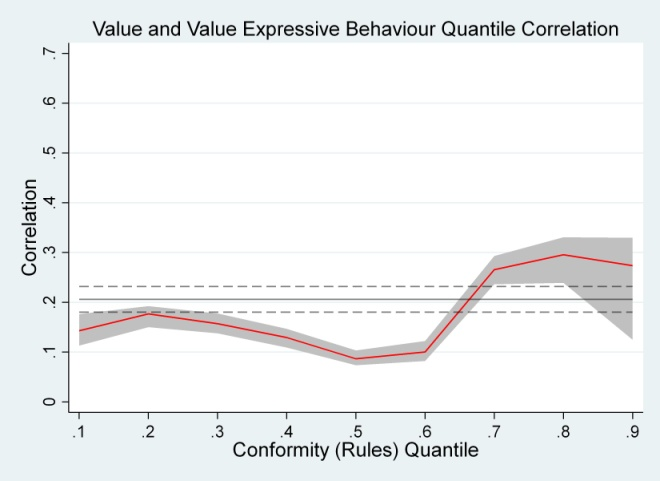 Value and Value Expressive Behaviour Quantile Correlation
Correlation
.7
.6
.5
.4
.3
.2
.1
0
.1 .2 .3 .4 .5 .6 .7 .8 .9
Conformity (Rules) Quantile